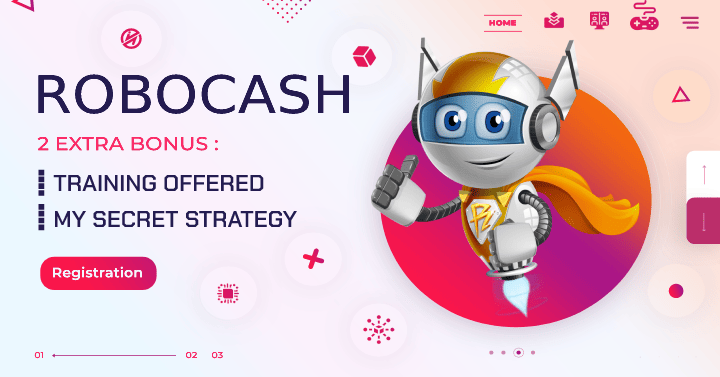 HOME
ROBOCASH
2 EXTRA BONUS :
TRAINING OFFERED
MY SECRET STRATEGY
Registration
01 02 03